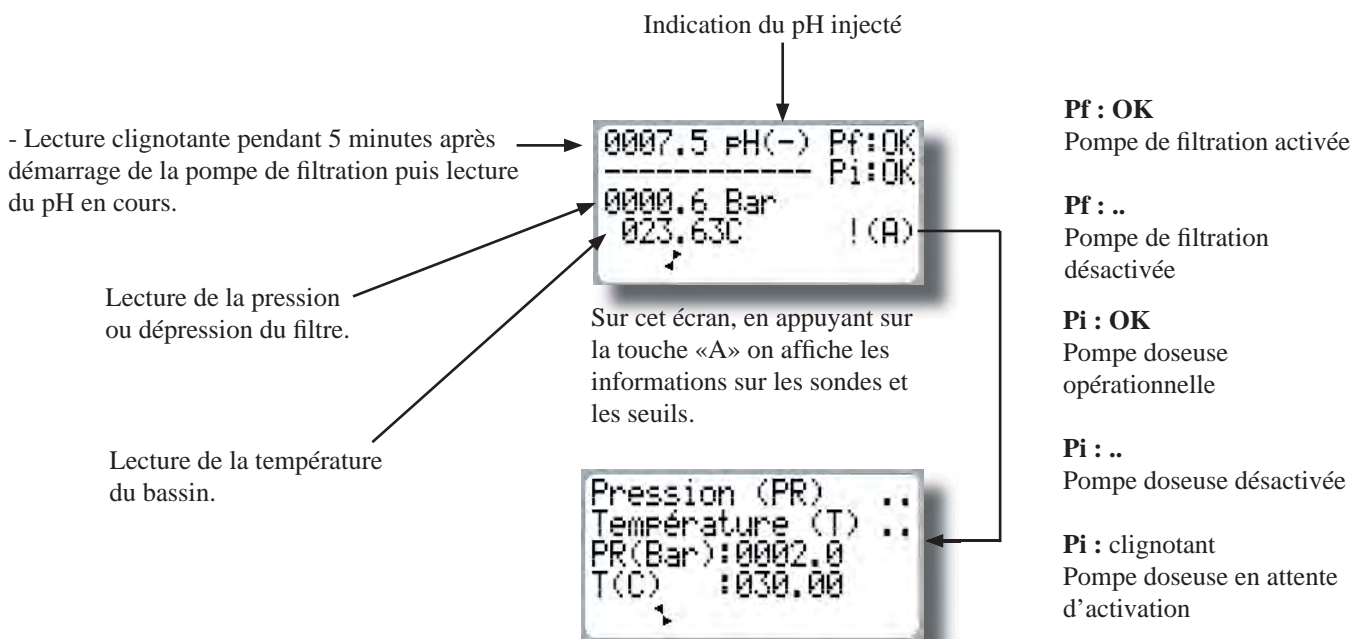 Indication du pH injecté
- Lecture clignotante pendant 5 minutes après
démarrage de la pompe de filtration puis lecture
du pH en cours.
0007.5 pH(-) Pf:OK
------------ Pi:OK
0000.6 Bar
023.63C !(A)
Lecture de la pression
ou dépression du filtre.
Lecture de la température
du bassin.
Sur cet écran, en appuyant sur
la touche «A» on affiche les
informations sur les sondes et
les seuils.
Pression (PR) ..
Température (T) ..
PR(Bar):0002.0
T(C) :030.00
Pf : OK
Pompe de filtration activée
Pf : ..
Pompe de filtration
désactivée
Pi : OK
Pompe doseuse
opérationnelle
Pi : ..
Pompe doseuse désactivée
Pi : clignotant
Pompe doseuse en attente
d'activation